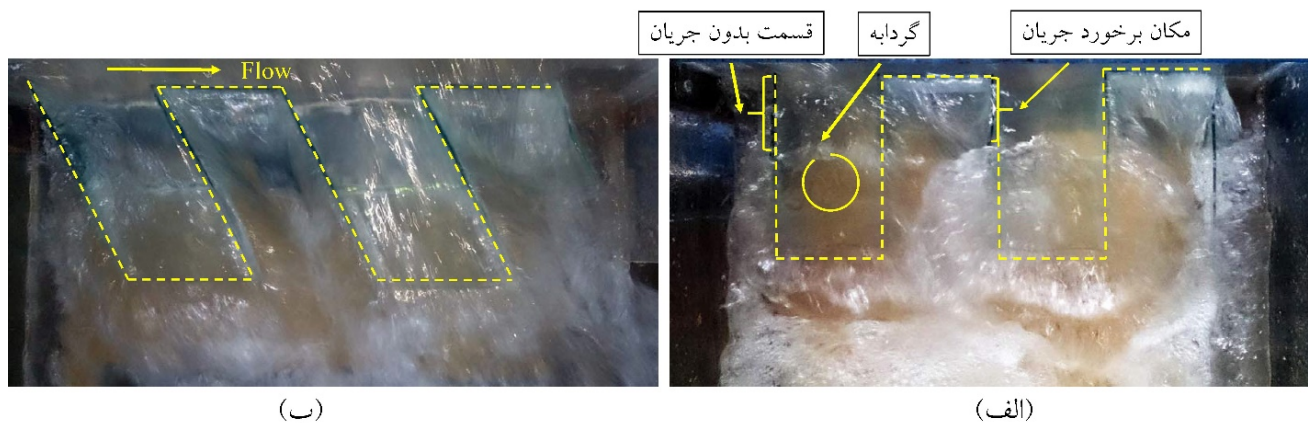 مکان برخورد جریان
گردابه
قسمت بدون جریان
Flow
(الف)
(ب)